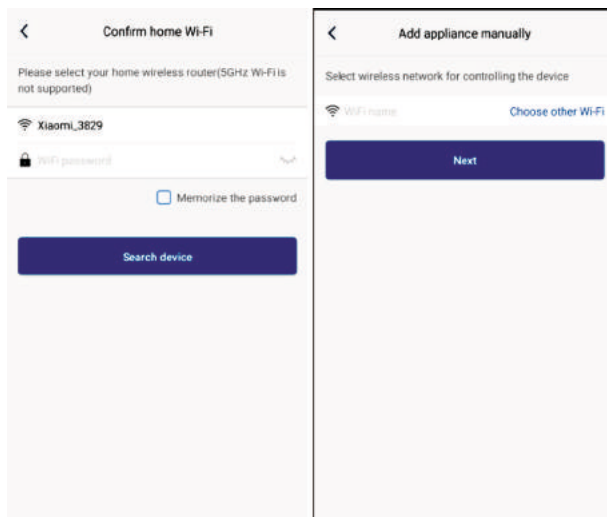 Confirm home Wi-Fi
Please select your home wireless router(5GHz Wi-Fi is
not supported)
Xiaomi_3829
WiFi password
Memorize the password
Search device
Add appliance manually
Select wireless network for controlling the device
WiFi name
Choose other Wi-Fi
Next